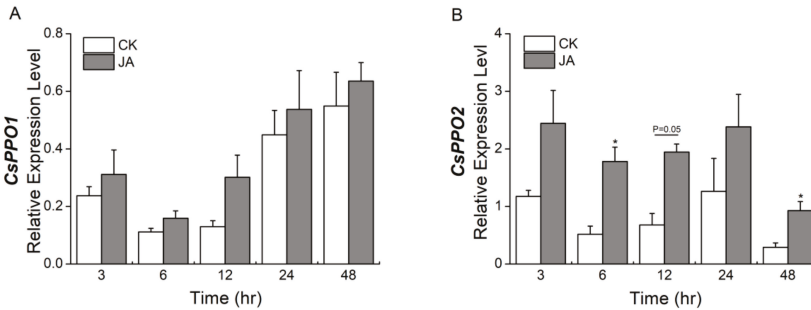 A
CsPPO1
Relative Expression Level
0.8
0.6
0.4
0.2
0.0
CK
JA
3 6 12 24 48
Time (hr)
B
CsPPO2
Relative Expression Levl
4
3
2
1
0
CK
JA
*
P=0.05
*
3 6 12 24 48
Time (hr)